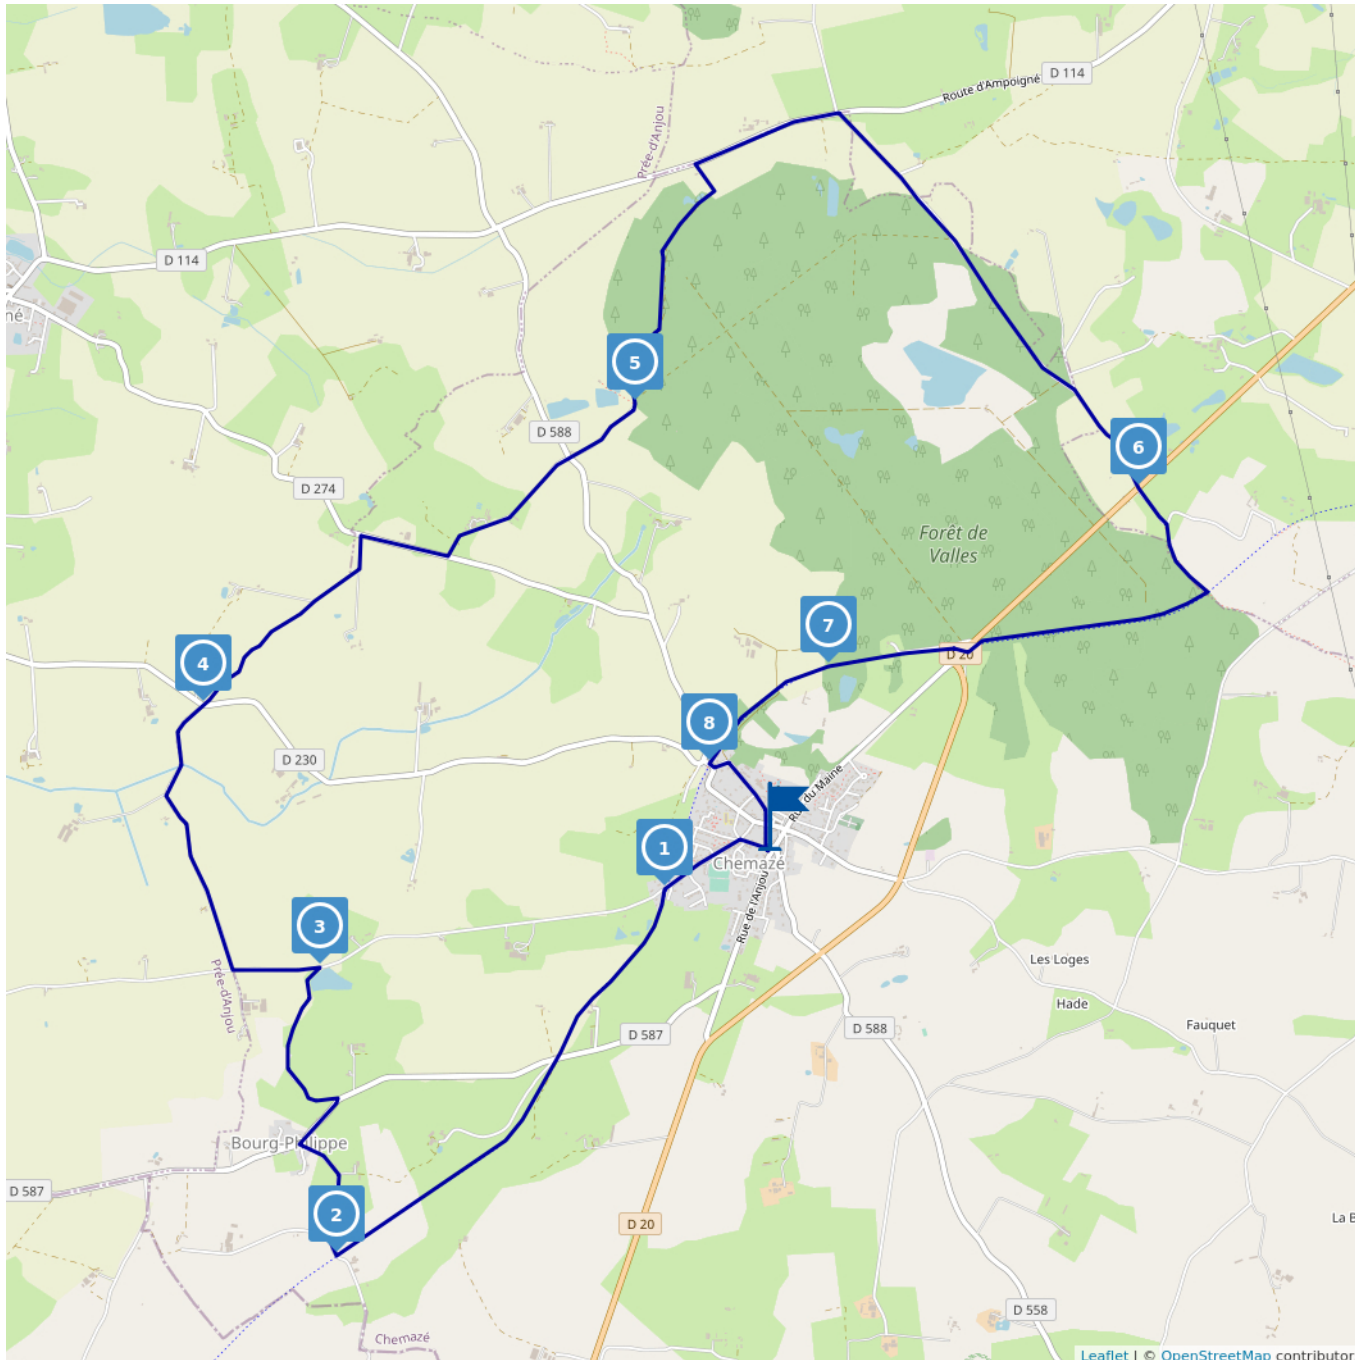 D 114
Route d'Ampoigné
Prée-d'Anjou
D 114
né
5
D 588
6
D 274
Forêt de
Valles
7
4
D 20
8
D 230
du Maine
1
Chemazé
Rue de l'Anjou
3
Les Loges
Prée-d'Anjou
Hade
D 587
D 588
Fauquet
Bourg-Philippe
D 587
2
D 20
La B
D 558
Chemazé
Leaflet | © OpenStreetMap contributor